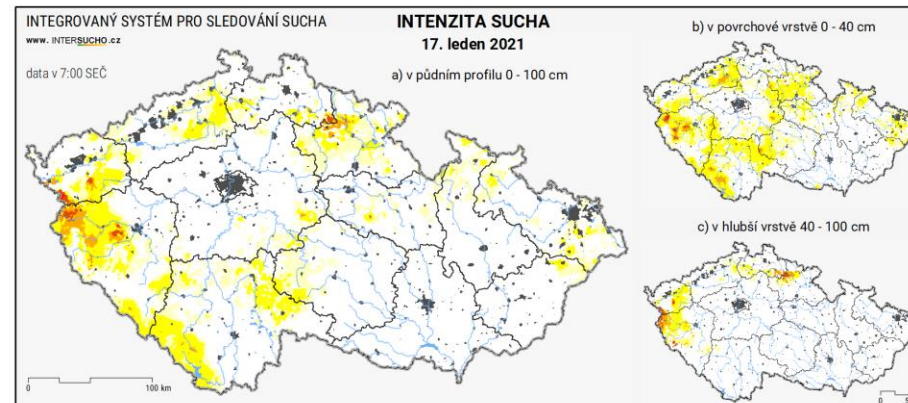 INTEGROVANÝ SYSTÉM PRO SLEDOVÁNÍ SUCHA
www. INTERSUCHO.cz
data v 7:00 SEČ
INTENZITA SUCHA
17. leden 2021
a) v půdním profilu 0 - 100 cm
b) v povrchové vrstvě 0 - 40 cm
c) v hlubší vrstvě 40 - 100 cm
0 100 km
0